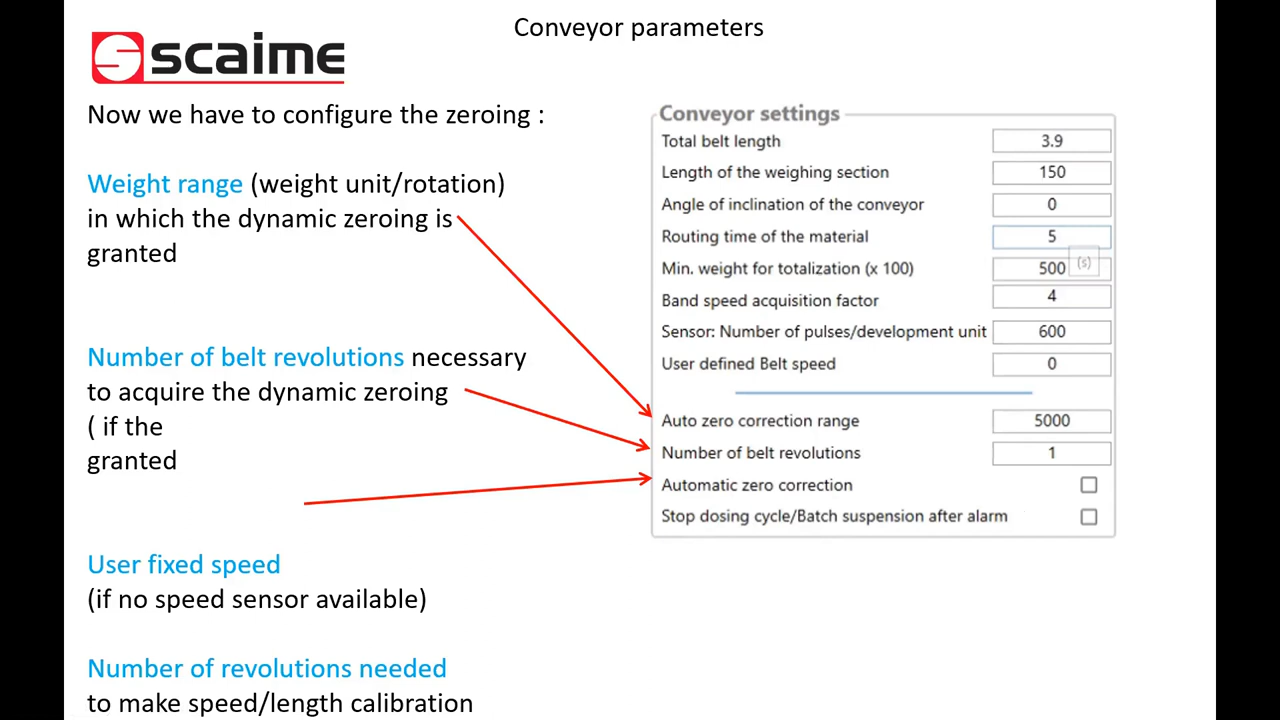 Conveyor parameters
scaime
Now we have to configure the zeroing :
Weight range (weight unit/rotation)
in which the dynamic zeroing is
granted
Number of belt revolutions necessary
to acquire the dynamic zeroing
( if the
granted
User fixed speed
(if no speed sensor available)
Number of revolutions needed
to make speed/length calibration
Conveyor settings
Total belt length 3.9
Length of the weighing section 150
Angle of inclination of the conveyor 0
Routing time of the material 5
(s)
Min. weight for totalization (x 100) 500
Band speed acquisition factor 4
Sensor: Number of pulses/development unit 600
User defined Belt speed 0
Auto zero correction range 5000
Number of belt revolutions 1
Automatic zero correction
Stop dosing cycle/Batch suspension after alarm